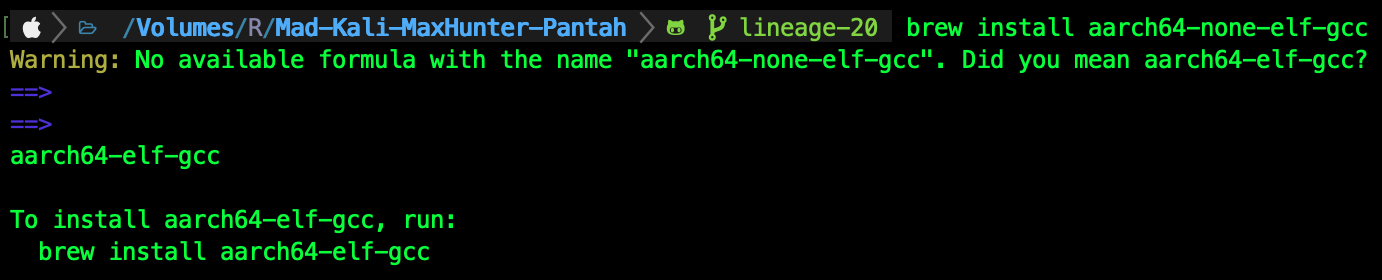 /Volumes/R/Mad-Kali-MaxHunter-Pantah lineage-20 brew install aarch64-none-elf-gcc
Warning: No available formula with the name "aarch64-none-elf-gcc". Did you mean aarch64-elf-gcc?
==>
==>
aarch64-elf-gcc
To install aarch64-elf-gcc, run:
brew install aarch64-elf-gcc